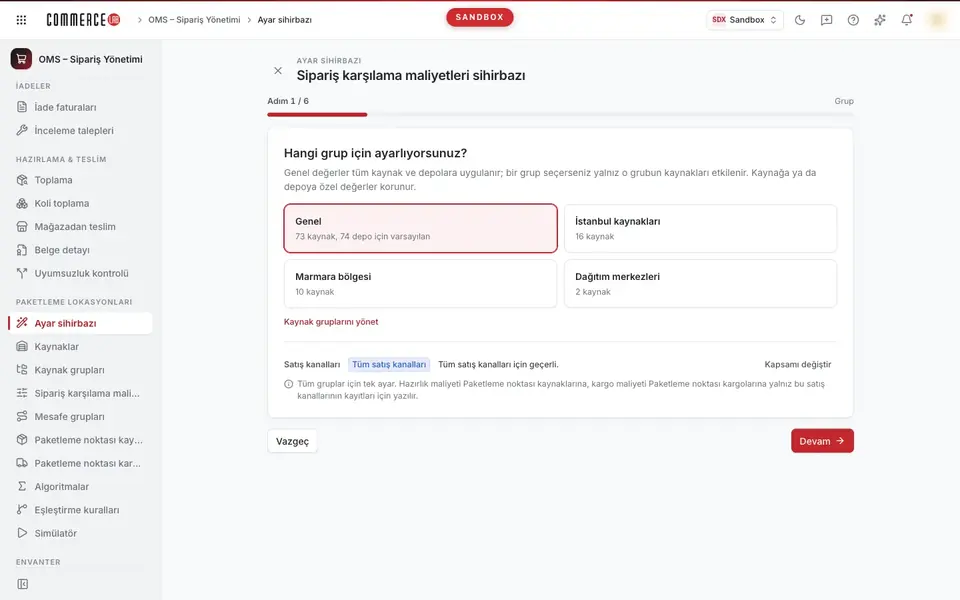 COMMERCE
OMS – Sipariş Yönetimi
Ayar sihirbazı
SANDBOX
SDX Sandbox
OMS – Sipariş Yönetimi
İADELER
İade faturaları
İnceleme talepleri
HAZIRLAMA & TESLİM
Toplama
Koli toplama
Mağazadan teslim
Belge detayı
Uyumsuzluk kontrolü
PAKETLEME LOKASYONLARI
Ayar sihirbazı
Kaynaklar
Kaynak grupları
Sipariş karşılama mali...
Mesafe grupları
Paketleme noktası kay...
Paketleme noktası kar...
Algoritmalar
Eşleştirme kuralları
Simülatör
ENVANTER
AYAR SİHİRBAZI
Sipariş karşılama maliyetleri sihirbazı
Adım 1 / 6
Grup
Hangi grup için ayarlıyorsunuz?
Genel değerler tüm kaynak ve depolara uygulanır; bir grup seçerseniz yalnız o grubun kaynakları etkilenir. Kaynağa ya da
depoya özel değerler korunur.
Genel
73 kaynak, 74 depo için varsayılan
İstanbul kaynakları
16 kaynak
Marmara bölgesi
10 kaynak
Dağıtım merkezleri
2 kaynak
Kaynak gruplarını yönet
Satış kanalları Tüm satış kanalları Tüm satış kanalları için geçerli. Kapsamı değiştir
Tüm gruplar için tek ayar. Hazırlık maliyeti Paketleme noktası kaynaklarına, kargo maliyeti Paketleme noktası kargolarına yalnız bu satış
kanallarının kayıtları için yazılır.
Vazgeç
Devam